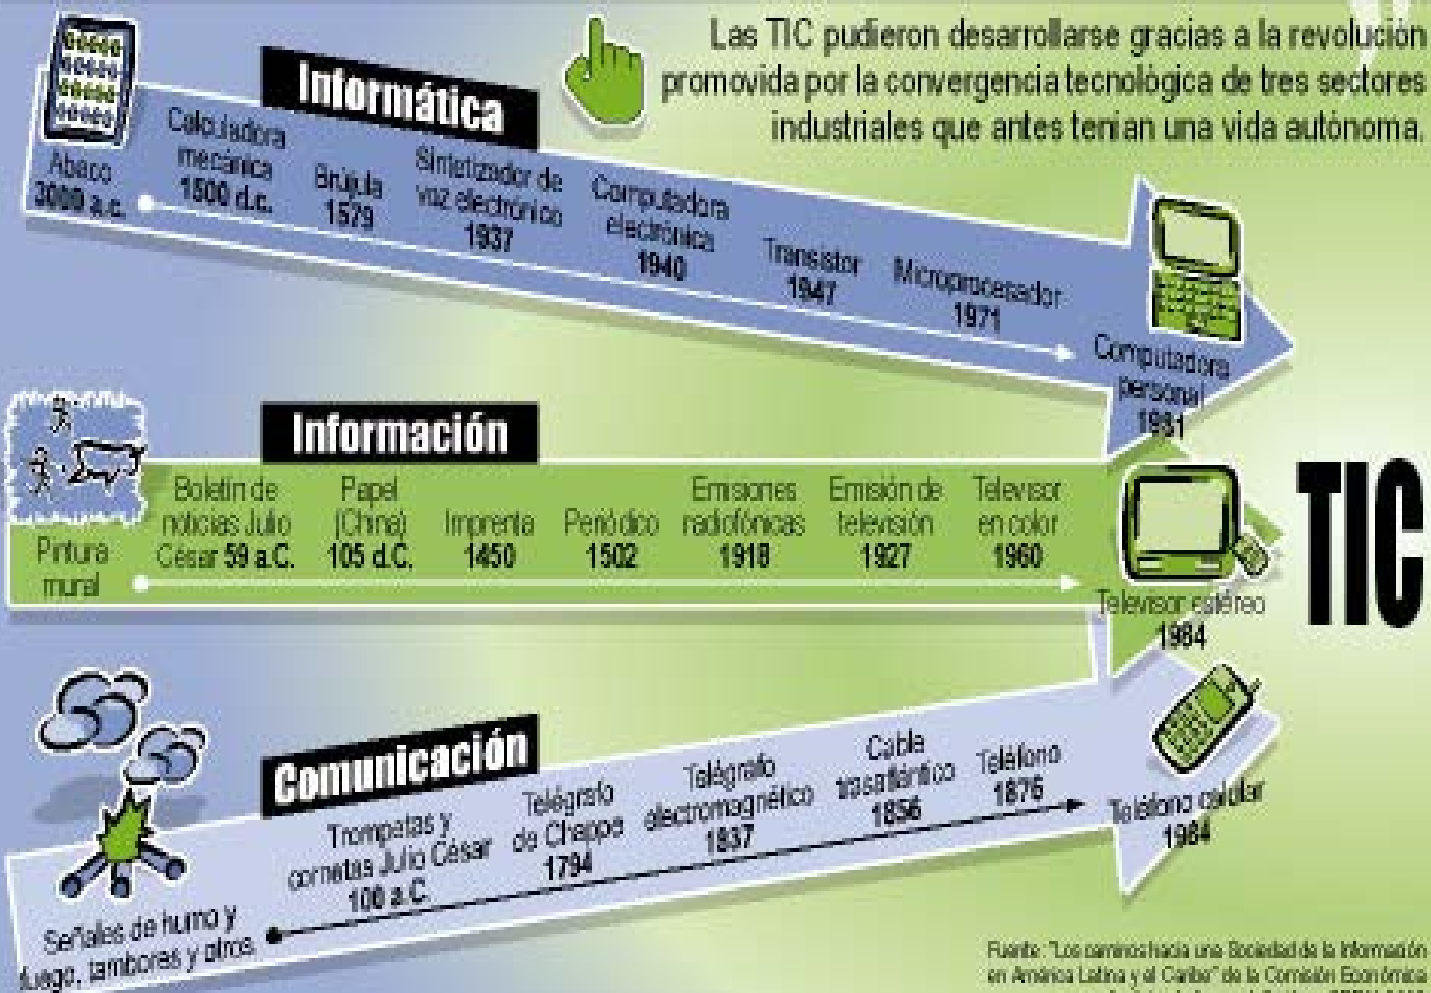 Las TIC pudieron desarrollarse gracias a la revolución
promovida por la convergencia tecnológica de tres sectores
industriales que antes tenían una vida autónoma.
Informática
Abaco
3000 a.c.
Calculadora
mecánica
1500 d.c.
Brújula
1579
Sintetizador de
voz electrónico
1937
Computadora
electrónica
1940
Transistor
1947
Microprocesador
1971
Computadora
personal
1981
Información
Pintura
mural
Boletín de
noticias Julio
César 59 a.C.
Papel
(China)
105 d.C.
Imprenta
1450
Periódico
1502
Emisiones
radiofónicas
1918
Emisión de
televisión
1927
Televisor
en color
1960
Televisor estéreo
1984
TIC
Comunicación
Señales de humo y
fuego, tambores y otros
Trompetas y
cornetas Julio César
100 a.C.
Telégrafo
de Chappe
1794
Telégrafo
electromagnético
1837
Cable
trasatlántico
1856
Teléfono
1876
Teléfono celular
1984
Fuente: "Los caminos hacia una Sociedad de la Información
en América Latina y el Caribe" de la Comisión Económica